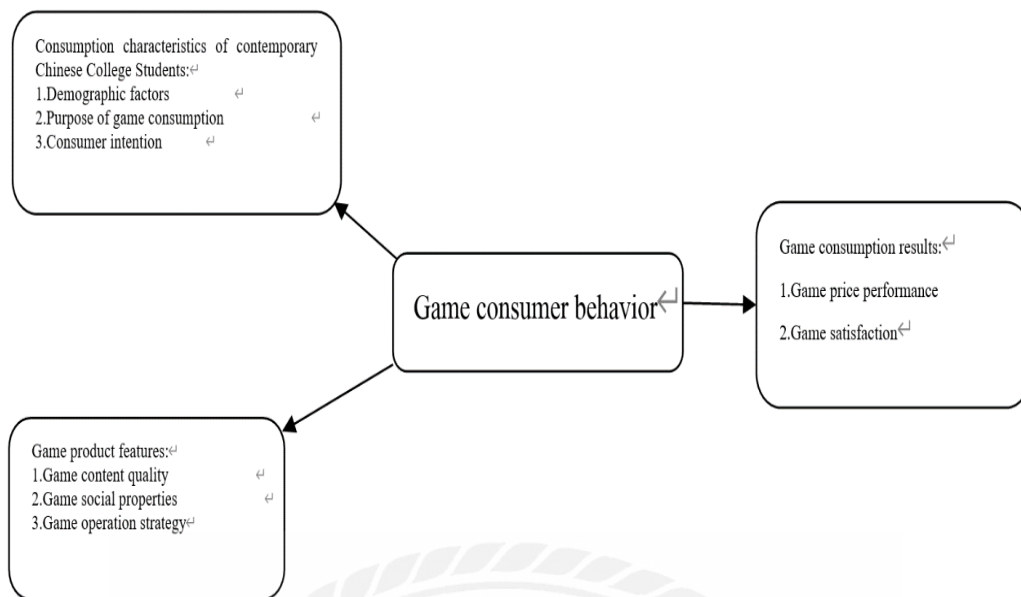 Consumption characteristics of contemporary
Chinese College Students:↵
1.Demographic factors ↵
2.Purpose of game consumption ↵
3.Consumer intention ↵
Game consumption results:↵
1.Game price performance
2.Game satisfaction↵
Game consumer behavior↵
Game product features:↵
1.Game content quality ↵
2.Game social properties ↵
3.Game operation strategy↵